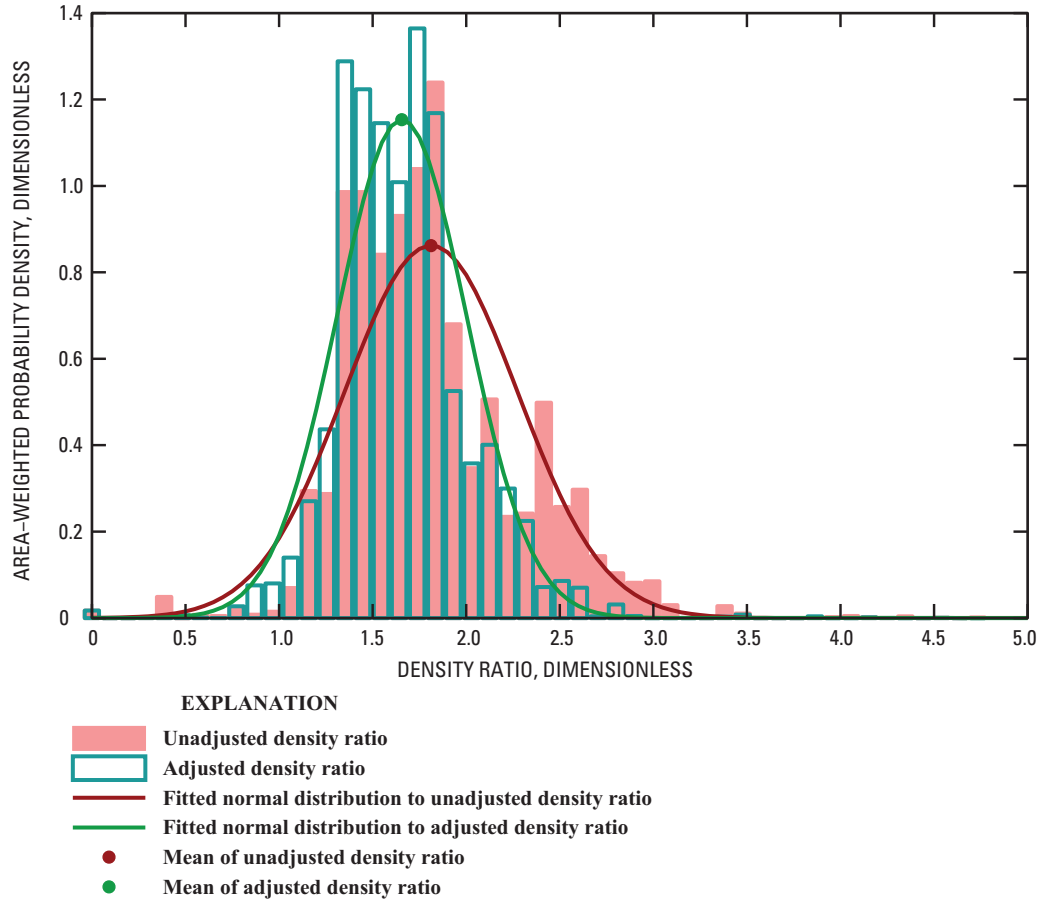 1.4
1.2
1.0
0.8
0.6
0.4
0.2
0
AREA–WEIGHTED PROBABILITY DENSITY, DIMENSIONLESS
0 0.5 1.0 1.5 2.0 2.5 3.0 3.5 4.0 4.5 5.0
DENSITY RATIO, DIMENSIONLESS
EXPLANATION
Unadjusted density ratio
Adjusted density ratio
Fitted normal distribution to unadjusted density ratio
Fitted normal distribution to adjusted density ratio
Mean of unadjusted density ratio
Mean of adjusted density ratio